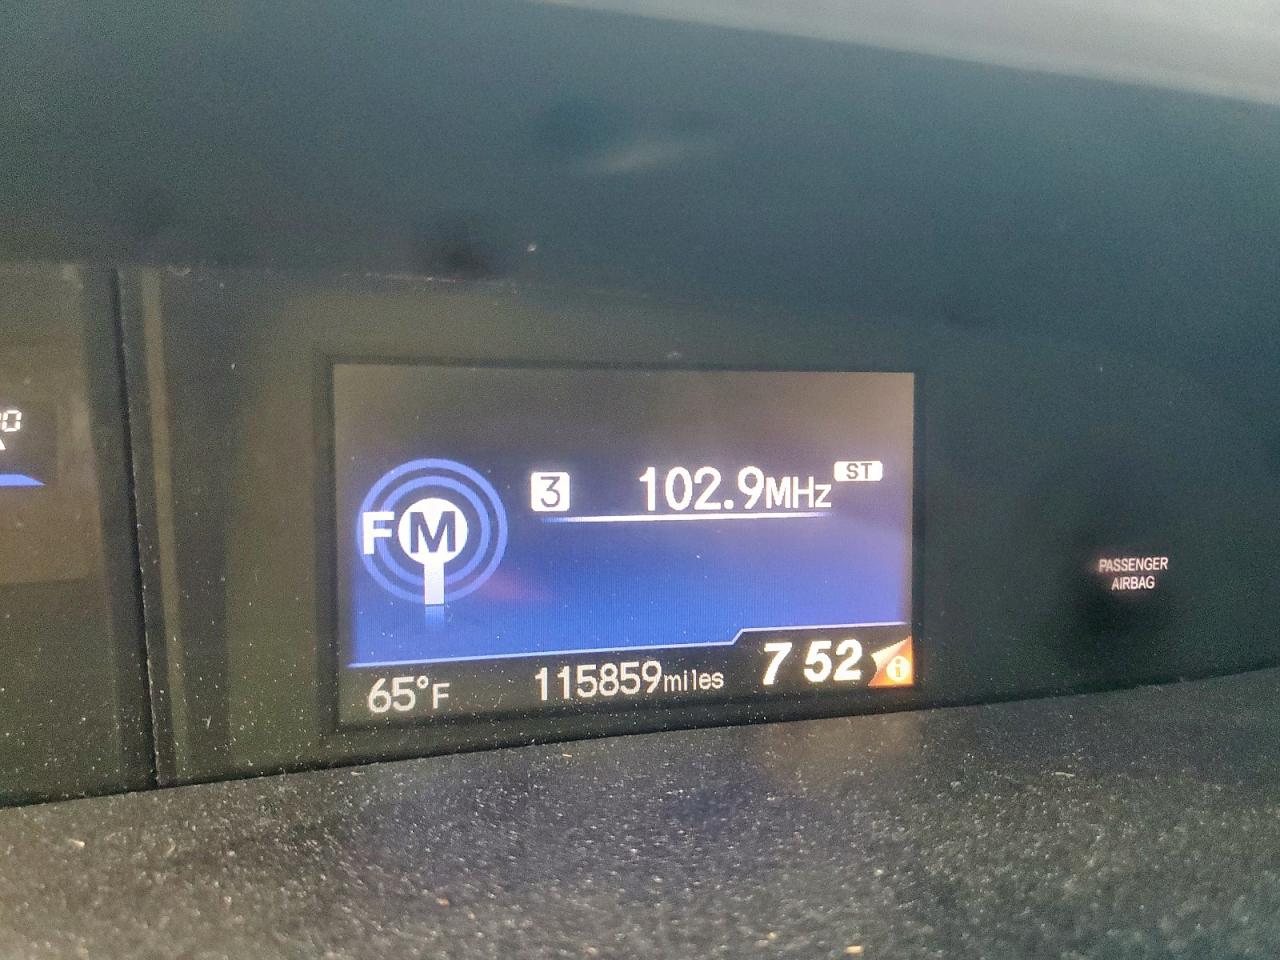 3 102.9MHz ST
FM
65°F 115859miles 7 52 i
PASSENGER
AIRBAG